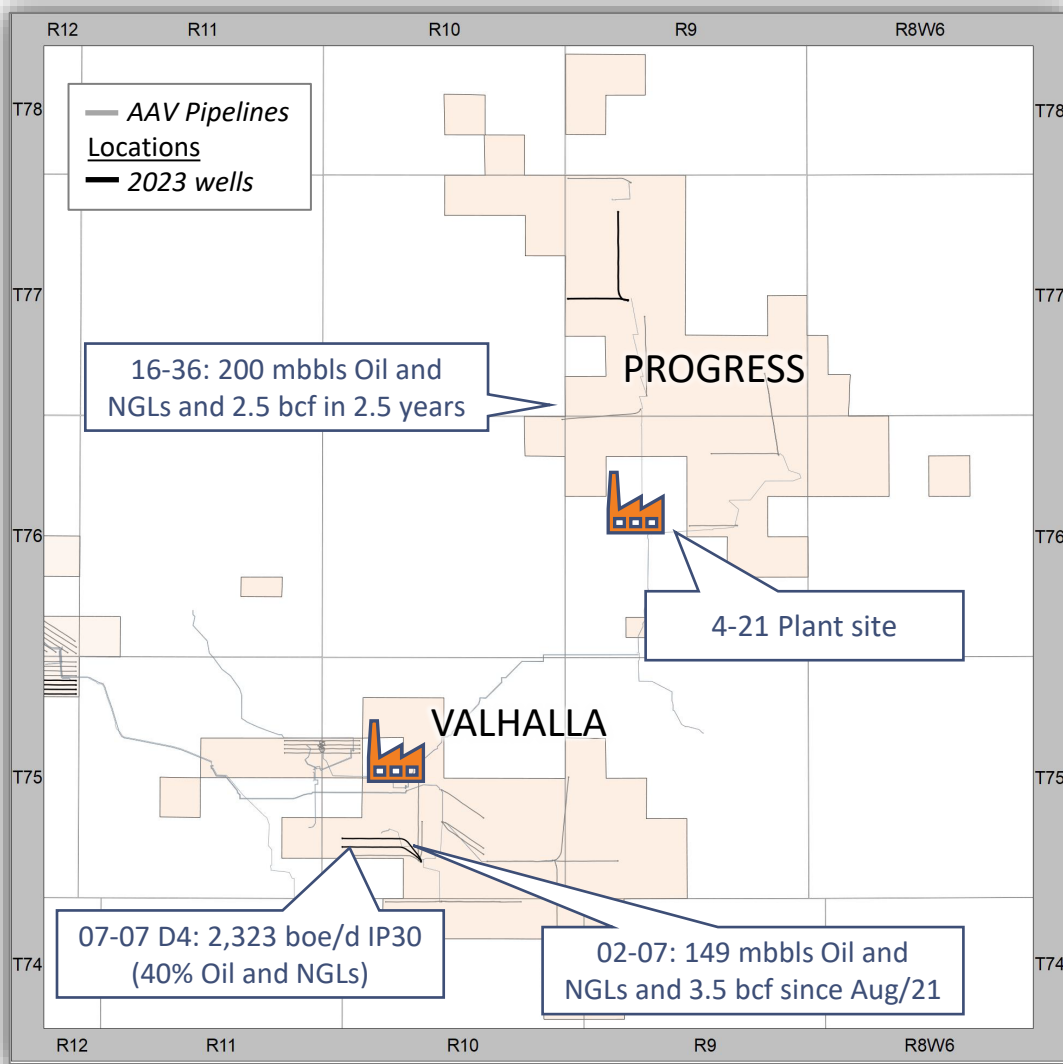 R12 R11 R10 R9 R8W6
T78 T78
AAV Pipelines
Locations
2023 wells
T77 T77
16-36: 200 mbbls Oil and
NGLs and 2.5 bcf in 2.5 years
PROGRESS
T76 T76
4-21 Plant site
VALHALLA
T75 T75
07-07 D4: 2,323 boe/d IP30
(40% Oil and NGLs)
02-07: 149 mbbls Oil and
NGLs and 3.5 bcf since Aug/21
T74 T74
R12 R11 R10 R9 R8W6